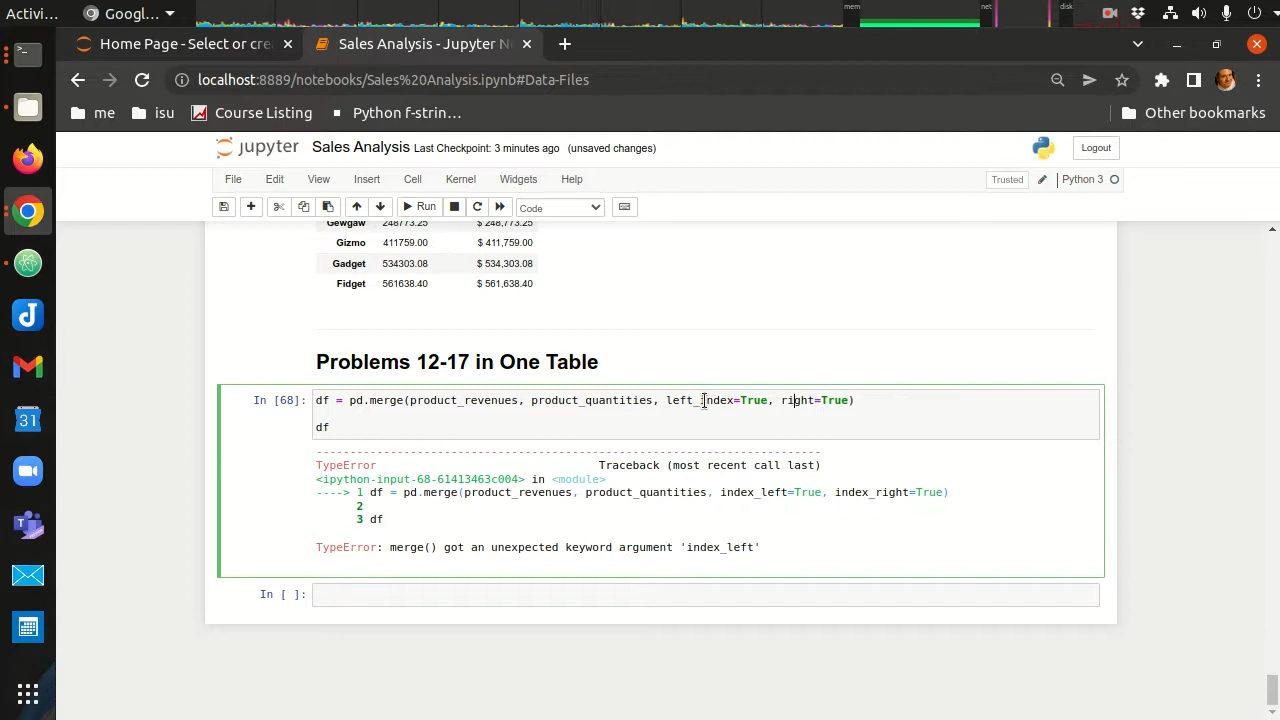 Activi...
Googl...
mem
net
disk
Home Page - Select or cre
Sales Analysis - Jupyter N
localhost:8889/notebooks/Sales%20Analysis.ipynb#Data-Files
me
isu
Course Listing
Python f-strin...
Other bookmarks
jupyter
Sales Analysis Last Checkpoint: 3 minutes ago (unsaved changes)
Logout
File Edit View Insert Cell Kernel Widgets Help
Trusted
Python 3
Run
Code
Gewgaw 248773.25 $ 248,773.25
Gizmo 411759.00 $ 411,759.00
Gadget 534303.08 $ 534,303.08
Fidget 561638.40 $ 561,638.40
Problems 12-17 in One Table
In [68]: df = pd.merge(product_revenues, product_quantities, left_index=True, right=True)
df
---------------------------------------------------------------------------
TypeError Traceback (most recent call last)
<ipython-input-68-61413463c004> in <module>
----> 1 df = pd.merge(product_revenues, product_quantities, index_left=True, index_right=True)
2
3 df
TypeError: merge() got an unexpected keyword argument 'index_left'
In [ ]:
31